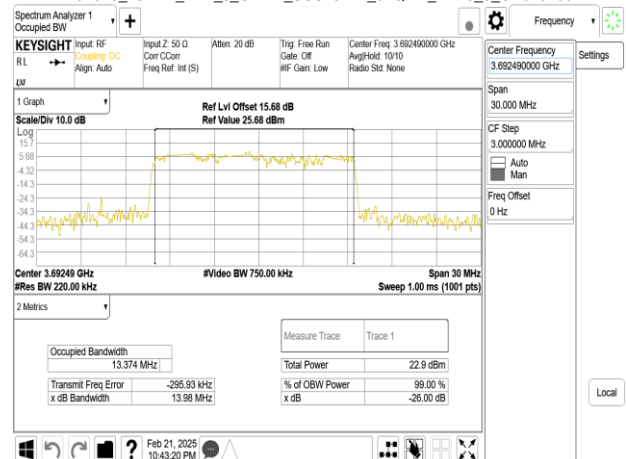 Spectrum Analyzer 1
Occupied BW
Frequency
KEYSIGHT
RL
LXI
Input: RF
Coupling: DC
Align: Auto
Input Z: 50 Ω
Corr CCorr
Freq Ref: Int (S)
Atten: 20 dB
Trig: Free Run
Gate: Off
#IF Gain: Low
Center Freq: 3.692490000 GHz
Avg|Hold: 10/10
Radio Std: None
Center Frequency
3.692490000 GHz
Settings
Span
30.000 MHz
CF Step
3.000000 MHz
Auto
Man
Freq Offset
0 Hz
Local
1 Graph
Scale/Div 10.0 dB
Ref Lvl Offset 15.68 dB
Ref Value 25.68 dBm
Log
15.7
5.68
-4.32
-14.3
-24.3
-34.3
-44.3
-54.3
-64.3
Center 3.69249 GHz
#Video BW 750.00 kHz
Span 30 MHz
#Res BW 220.00 kHz
Sweep 1.00 ms (1001 pts)
2 Metrics
Measure Trace
Trace 1
Occupied Bandwidth
13.374 MHz
Total Power
22.9 dBm
Transmit Freq Error
-295.93 kHz
% of OBW Power
99.00 %
x dB Bandwidth
13.98 MHz
x dB
-26.00 dB
?
Feb 21, 2025
10:43:20 PM